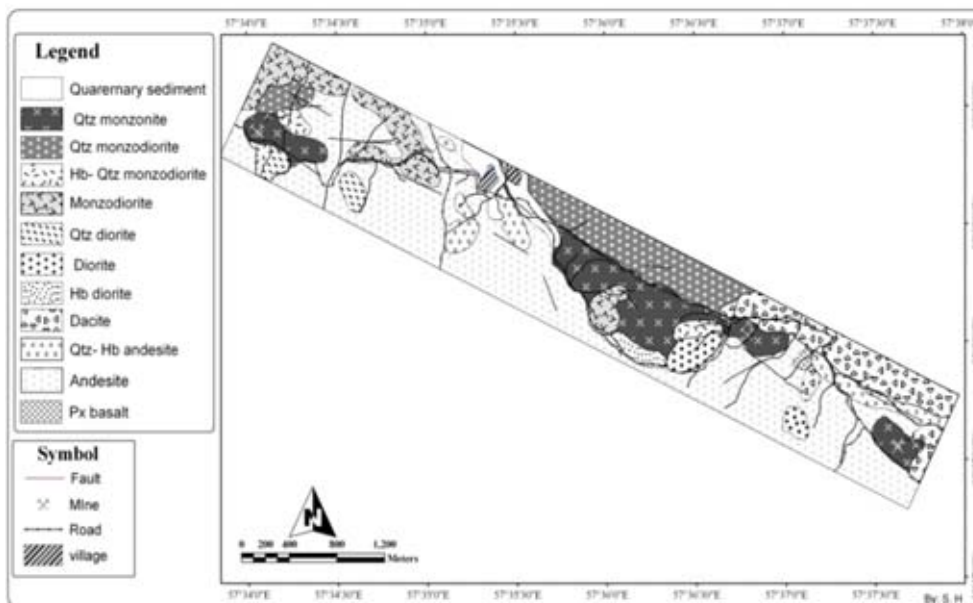 57°34'0"E 57°34'30"E 57°35'0"E 57°35'30"E 57°36'0"E 57°36'30"E 57°37'0"E 57°37'30"E 57°38'0"E
Legend
Quarernary sediment
Qtz monzonite
Qtz monzodiorite
Hb- Qtz monzodiorite
Monzodiorite
Qtz diorite
Diorite
Hb diorite
Dacite
Qtz- Hb andesite
Andesite
Px basalt
Symbol
Fault
MIne
Road
village
N
0 200 400 800 1,200
Meters
57°34'0"E 57°34'30"E 57°35'0"E 57°35'30"E 57°36'0"E 57°36'30"E 57°37'0"E 57°37'30"E
By: S. H